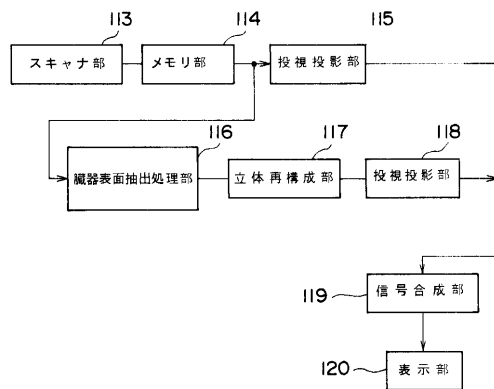 113
114
115
スキャナ部
メモリ部
投視投影部
116
117
118
臓器表面抽出処理部
立体再構成部
投視投影部
119
信号合成部
120
表示部